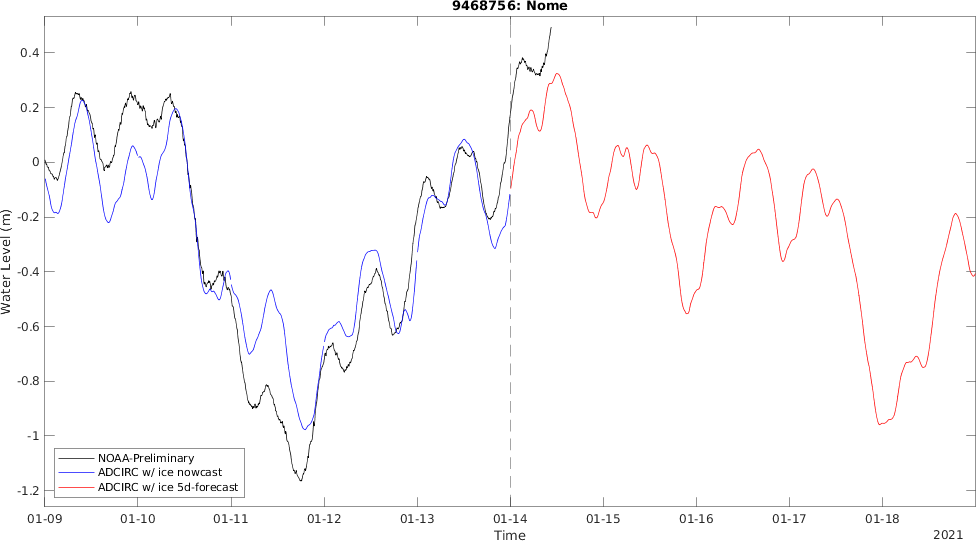 9468756: Nome
0.4
0.2
0
-0.2
-0.4
-0.6
-0.8
-1
-1.2
Water Level (m)
NOAA-Preliminary
ADCIRC w/ ice nowcast
ADCIRC w/ ice 5d-forecast
01-09 01-10 01-11 01-12 01-13 01-14 01-15 01-16 01-17 01-18
Time
2021